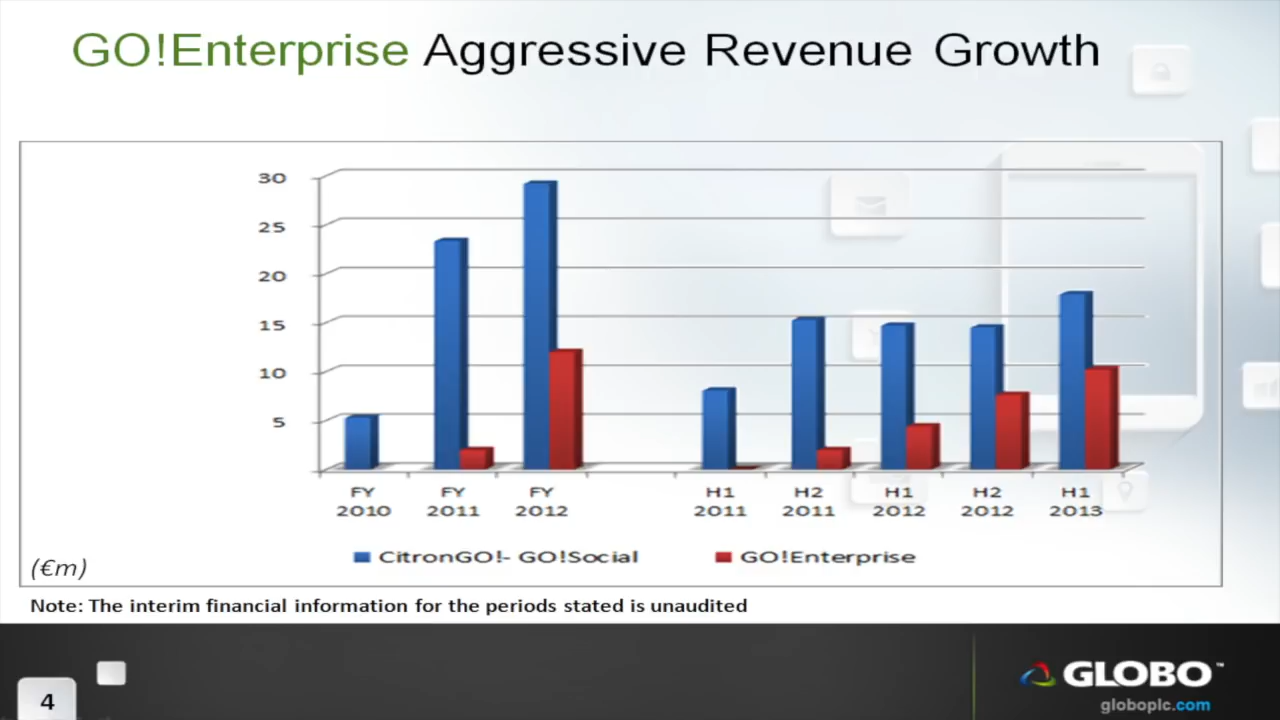 GO!Enterprise Aggressive Revenue Growth
30
25
20
15
10
5
FY 2010
FY 2011
FY 2012
H1 2011
H2 2011
H1 2012
H2 2012
H1 2013
CitronGO!- GO!Social
GO!Enterprise
(€m)
Note: The interim financial information for the periods stated is unaudited
4
GLOBO™
globoplc.com